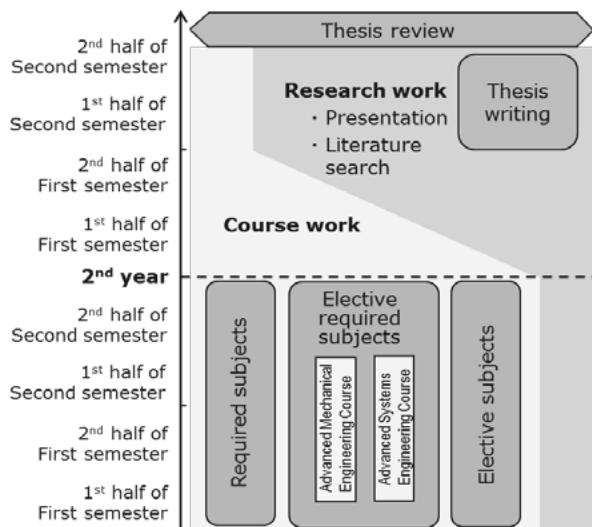 Thesis review
2nd half of
Second semester
1st half of
Second semester
2nd half of
First semester
1st half of
First semester
2nd year
2nd half of
Second semester
1st half of
Second semester
2nd half of
First semester
1st half of
First semester
Research work
· Presentation
· Literature
search
Thesis
writing
Course work
Required subjects
Elective
required
subjects
Advanced Mechanical
Engineering Course
Advanced Systems
Engineering Course
Elective subjects